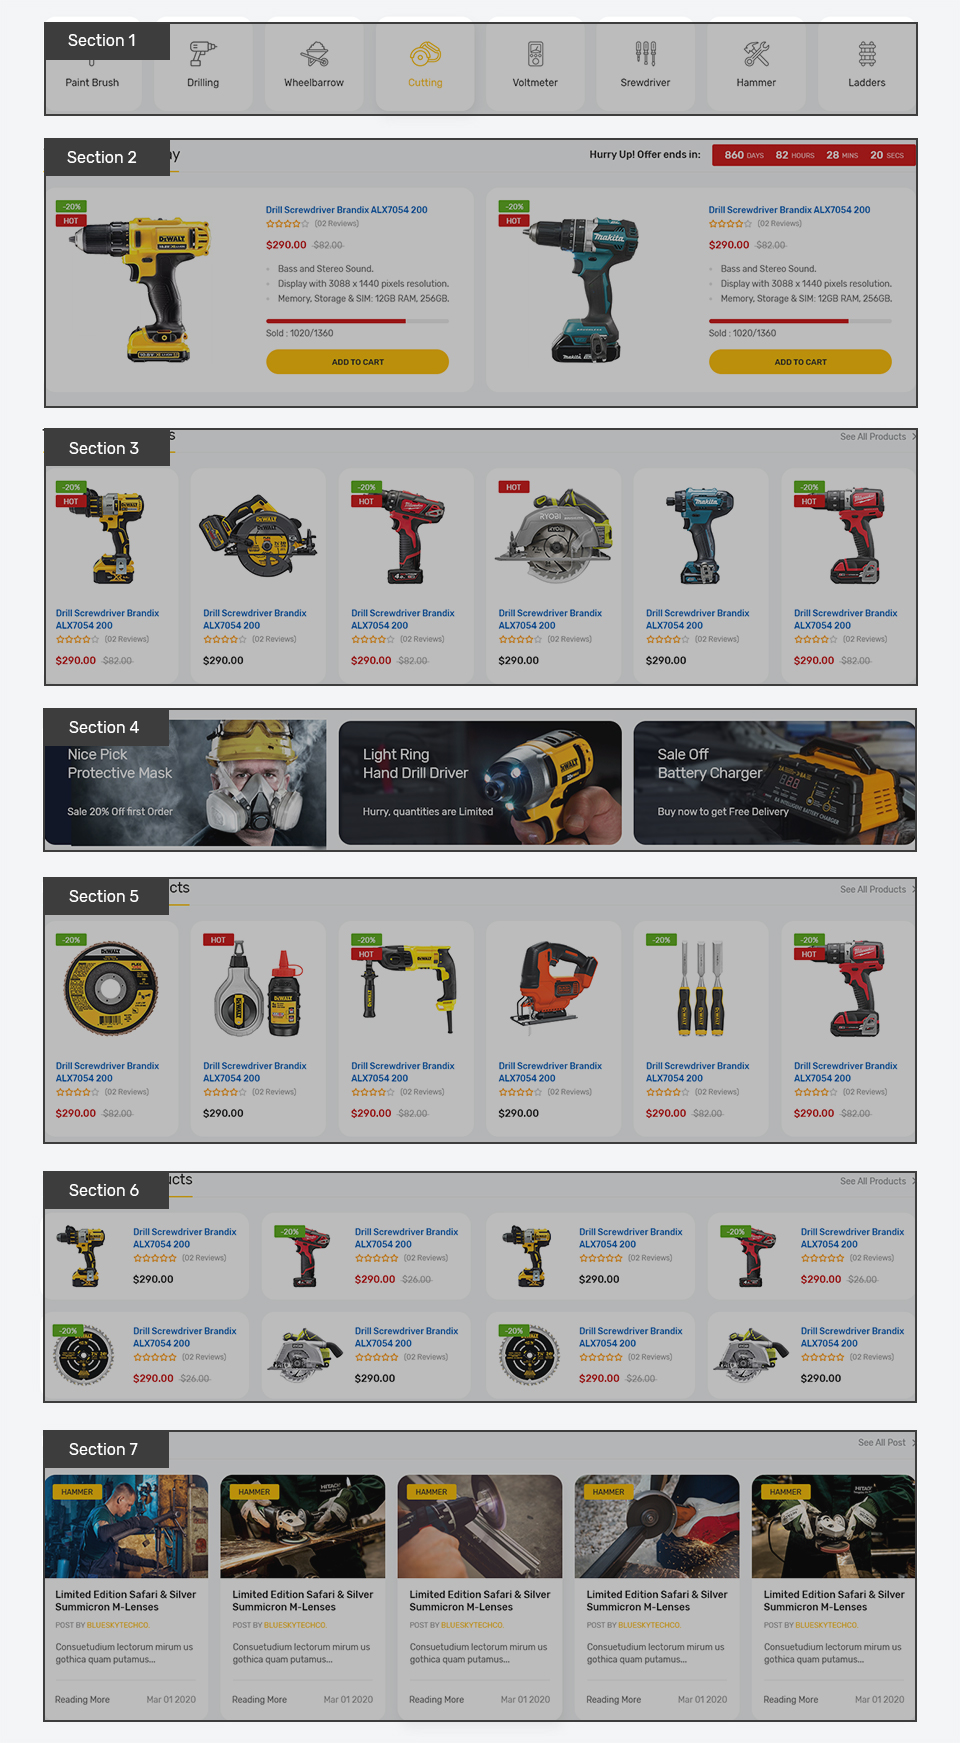 Section 1
Paint Brush
Drilling
Wheelbarrow
Cutting
Voltmeter
Srewdriver
Hammer
Ladders
Section 2
ay
Hurry Up! Offer ends in:
860 DAYS 82 HOURS 28 MINS 20 SECS
-20%
HOT
DEWALT
Drill Screwdriver Brandix ALX7054 200
(02 Reviews)
$290.00 $82.00
Bass and Stereo Sound.
Display with 3088 x 1440 pixels resolution.
Memory, Storage & SIM: 12GB RAM, 256GB.
Sold : 1020/1360
ADD TO CART
-20%
HOT
makita
Drill Screwdriver Brandix ALX7054 200
(02 Reviews)
$290.00 $82.00
Bass and Stereo Sound.
Display with 3088 x 1440 pixels resolution.
Memory, Storage & SIM: 12GB RAM, 256GB.
Sold : 1020/1360
ADD TO CART
Section 3
s
See All Products
-20%
HOT
Drill Screwdriver Brandix
ALX7054 200
(02 Reviews)
$290.00 $82.00
DEWALT
Drill Screwdriver Brandix
ALX7054 200
(02 Reviews)
$290.00
-20%
HOT
Drill Screwdriver Brandix
ALX7054 200
(02 Reviews)
$290.00 $82.00
HOT
RYOBI
Drill Screwdriver Brandix
ALX7054 200
(02 Reviews)
$290.00
makita
Drill Screwdriver Brandix
ALX7054 200
(02 Reviews)
$290.00
-20%
HOT
Drill Screwdriver Brandix
ALX7054 200
(02 Reviews)
$290.00 $82.00
Section 4
Nice Pick
Protective Mask
Sale 20% Off first Order
Light Ring
Hand Drill Driver
Hurry, quantities are Limited
Sale Off
Battery Charger
Buy now to get Free Delivery
Section 5
cts
See All Products
-20%
DEWALT
Drill Screwdriver Brandix
ALX7054 200
(02 Reviews)
$290.00 $82.00
HOT
DEWALT
Drill Screwdriver Brandix
ALX7054 200
(02 Reviews)
$290.00
-20%
HOT
Drill Screwdriver Brandix
ALX7054 200
(02 Reviews)
$290.00 $82.00
Drill Screwdriver Brandix
ALX7054 200
(02 Reviews)
$290.00
-20%
Drill Screwdriver Brandix
ALX7054 200
(02 Reviews)
$290.00 $82.00
-20%
HOT
Drill Screwdriver Brandix
ALX7054 200
(02 Reviews)
$290.00 $82.00
Section 6
ucts
See All Products
Drill Screwdriver Brandix
ALX7054 200
(02 Reviews)
$290.00
-20%
Drill Screwdriver Brandix
ALX7054 200
(02 Reviews)
$290.00 $26.00
Drill Screwdriver Brandix
ALX7054 200
(02 Reviews)
$290.00
-20%
Drill Screwdriver Brandix
ALX7054 200
(02 Reviews)
$290.00 $26.00
-20%
Drill Screwdriver Brandix
ALX7054 200
(02 Reviews)
$290.00 $26.00
Drill Screwdriver Brandix
ALX7054 200
(02 Reviews)
$290.00
-20%
Drill Screwdriver Brandix
ALX7054 200
(02 Reviews)
$290.00 $26.00
Drill Screwdriver Brandix
ALX7054 200
(02 Reviews)
$290.00
Section 7
See All Post
HAMMER
Limited Edition Safari & Silver
Summicron M-Lenses
POST BY BLUESKYTECHCO.
Consuetudium lectorum mirum us
gothica quam putamus...
Reading More Mar 01 2020
HAMMER
HITACHI
Limited Edition Safari & Silver
Summicron M-Lenses
POST BY BLUESKYTECHCO.
Consuetudium lectorum mirum us
gothica quam putamus...
Reading More Mar 01 2020
HAMMER
Limited Edition Safari & Silver
Summicron M-Lenses
POST BY BLUESKYTECHCO.
Consuetudium lectorum mirum us
gothica quam putamus...
Reading More Mar 01 2020
HAMMER
Limited Edition Safari & Silver
Summicron M-Lenses
POST BY BLUESKYTECHCO.
Consuetudium lectorum mirum us
gothica quam putamus...
Reading More Mar 01 2020
HAMMER
HITACHI
Limited Edition Safari & Silver
Summicron M-Lenses
POST BY BLUESKYTECHCO.
Consuetudium lectorum mirum us
gothica quam putamus...
Reading More Mar 01 2020